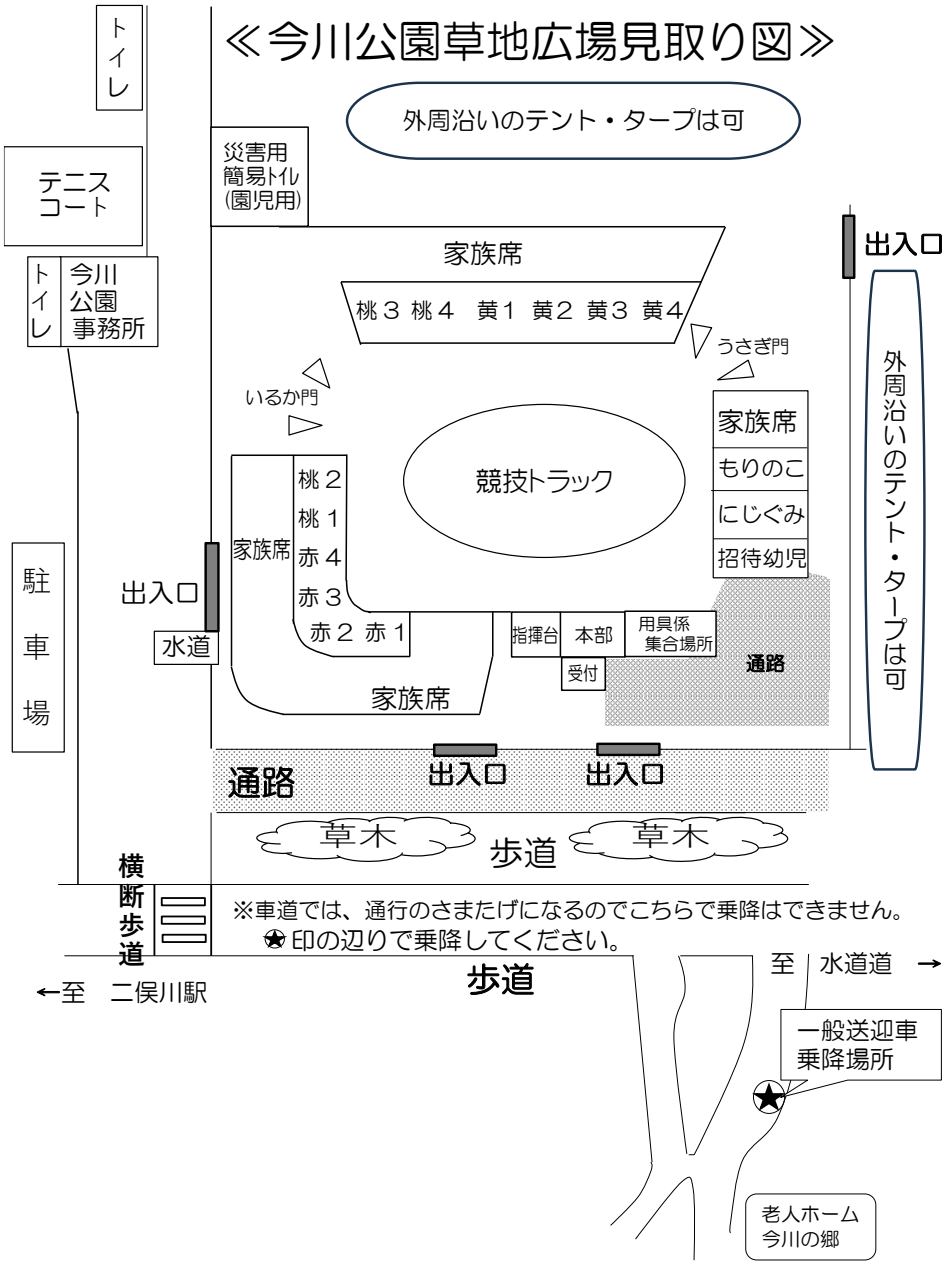 ≪今川公園草地広場見取り図≫
トイレ
外周沿いのテント・タープは可
災害用
簡易トイレ
(園児用)
テニス
コート
出入口
家族席
トイレ
今川
公園
事務所
桃３ 桃４ 黄１ 黄２ 黄３ 黄４
うさぎ門
外周沿いのテント・タープは可
いるか門
家族席
競技トラック
もりのこ
にじぐみ
招待幼児
桃２
桃１
家族席
赤４
赤３
赤２ 赤１
駐車場
出入口
水道
指揮台
本部
用具係
集合場所
受付
通路
家族席
通路
出入口
出入口
草木
歩道
草木
横断歩道
※車道では、通行のさまたげになるのでこちらで乗降はできません。
★印の辺りで乗降してください。
歩道
至 水道道 →
←至 二俣川駅
一般送迎車
乗降場所
★
老人ホーム
今川の郷